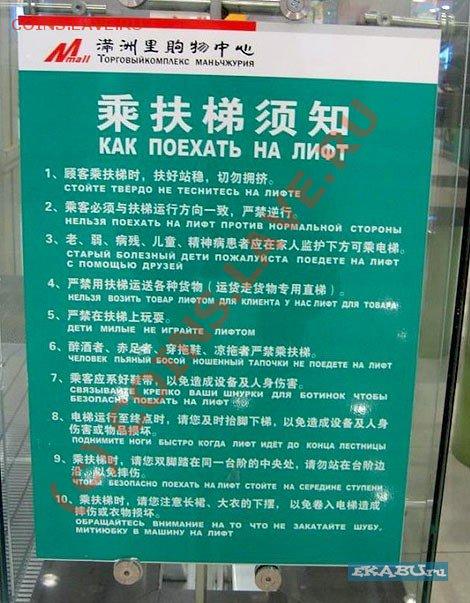 COINS.LAVE.RU
Mmall 满洲里购物中心
ТОРГОВЫЙКОМПЛЕКС МАНЬЧЖУРИЯ
乘扶梯须知
КАК ПОЕХАТЬ НА ЛИФТ
1、顾客乘扶梯时，扶好站稳，切勿拥挤。
СТОЙТЕ ТВЁРДО НЕ ТЕСНИТЕСЬ НА ЛИФТЕ
2、乘客必须与扶梯运行方向一致，严禁逆行。
НЕЛЬЗЯ ПОЕХАТЬ НА ЛИФТ ПРОТИВ НОРМАЛЬНОЙ СТОРОНЫ
3、老、弱、病残、儿童、精神病患者应在家人监护下方可乘电梯。
СТАРЫЙ БОЛЕЗНЫЙ ДЕТИ ПОЖАЛУЙСТА ПОЕДЕТЕ НА ЛИФТ
С ПОМОЩЬЮ ДРУЗЕЙ
4、严禁用扶梯运送各种货物（运货走货物专用直梯）。
НЕЛЬЗЯ ВОЗИТЬ ТОВАР ЛИФТОМ ДЛЯ КЛИЕНТА У НАС ЛИФТ ДЛЯ ТОВАРА
5、严禁在扶梯上玩耍。
ДЕТИ МИЛЫЕ НЕ ИГРАЙТЕ ЛИФТОМ
6、醉酒者、赤足者、穿拖鞋、凉拖者严禁乘扶梯。
ЧЕЛОВЕК ПЬЯНЫЙ БОСОЙ НОШЕННЫЙ ТАПОЧКИ НЕ ПОЕДЕТЕ НА ЛИФТ
7、乘客应系好鞋带，以免造成设备及人身伤害。
СВЯЗЫВАЙТЕ КРЕПКО ВАШИ ШНУРКИ ДЛЯ БОТИНОК ЧТОБЫ
БЕЗОПАСНО ПОЕХАТЬ НА ЛИФТ
8、电梯运行至终点时，请您及时抬脚下梯，以免造成设备及人身
伤害或物品损坏。
ПОДНИМИТЕ НОГИ БЫСТРО КОГДА ЛИФТ ИДЁТ ДО КОНЦА ЛЕСТНИЦЫ
9、乘扶梯时，请您双脚踏在同一台阶的中央处，请勿站在台阶边
沿，以免摔伤。
ЧТОБЫ БЕЗОПАСНО ПОЕХАТЬ НА ЛИФТ СТОЙТЕ НА СЕРЕДИНЕ СТУПЕНИ
10、乘扶梯时，请您注意长裙、大衣的下摆，以免卷入电梯造成
摔伤或衣物损坏。
ОБРАЩАЙТЕСЬ ВНИМАНИЕ НА ТО ЧТО НЕ ЗАКАТАЙТЕ ШУБУ,
МИТИЮБКУ В МАШИНУ НА ЛИФТ
COINS.LAVE.RU
EKABU.ru